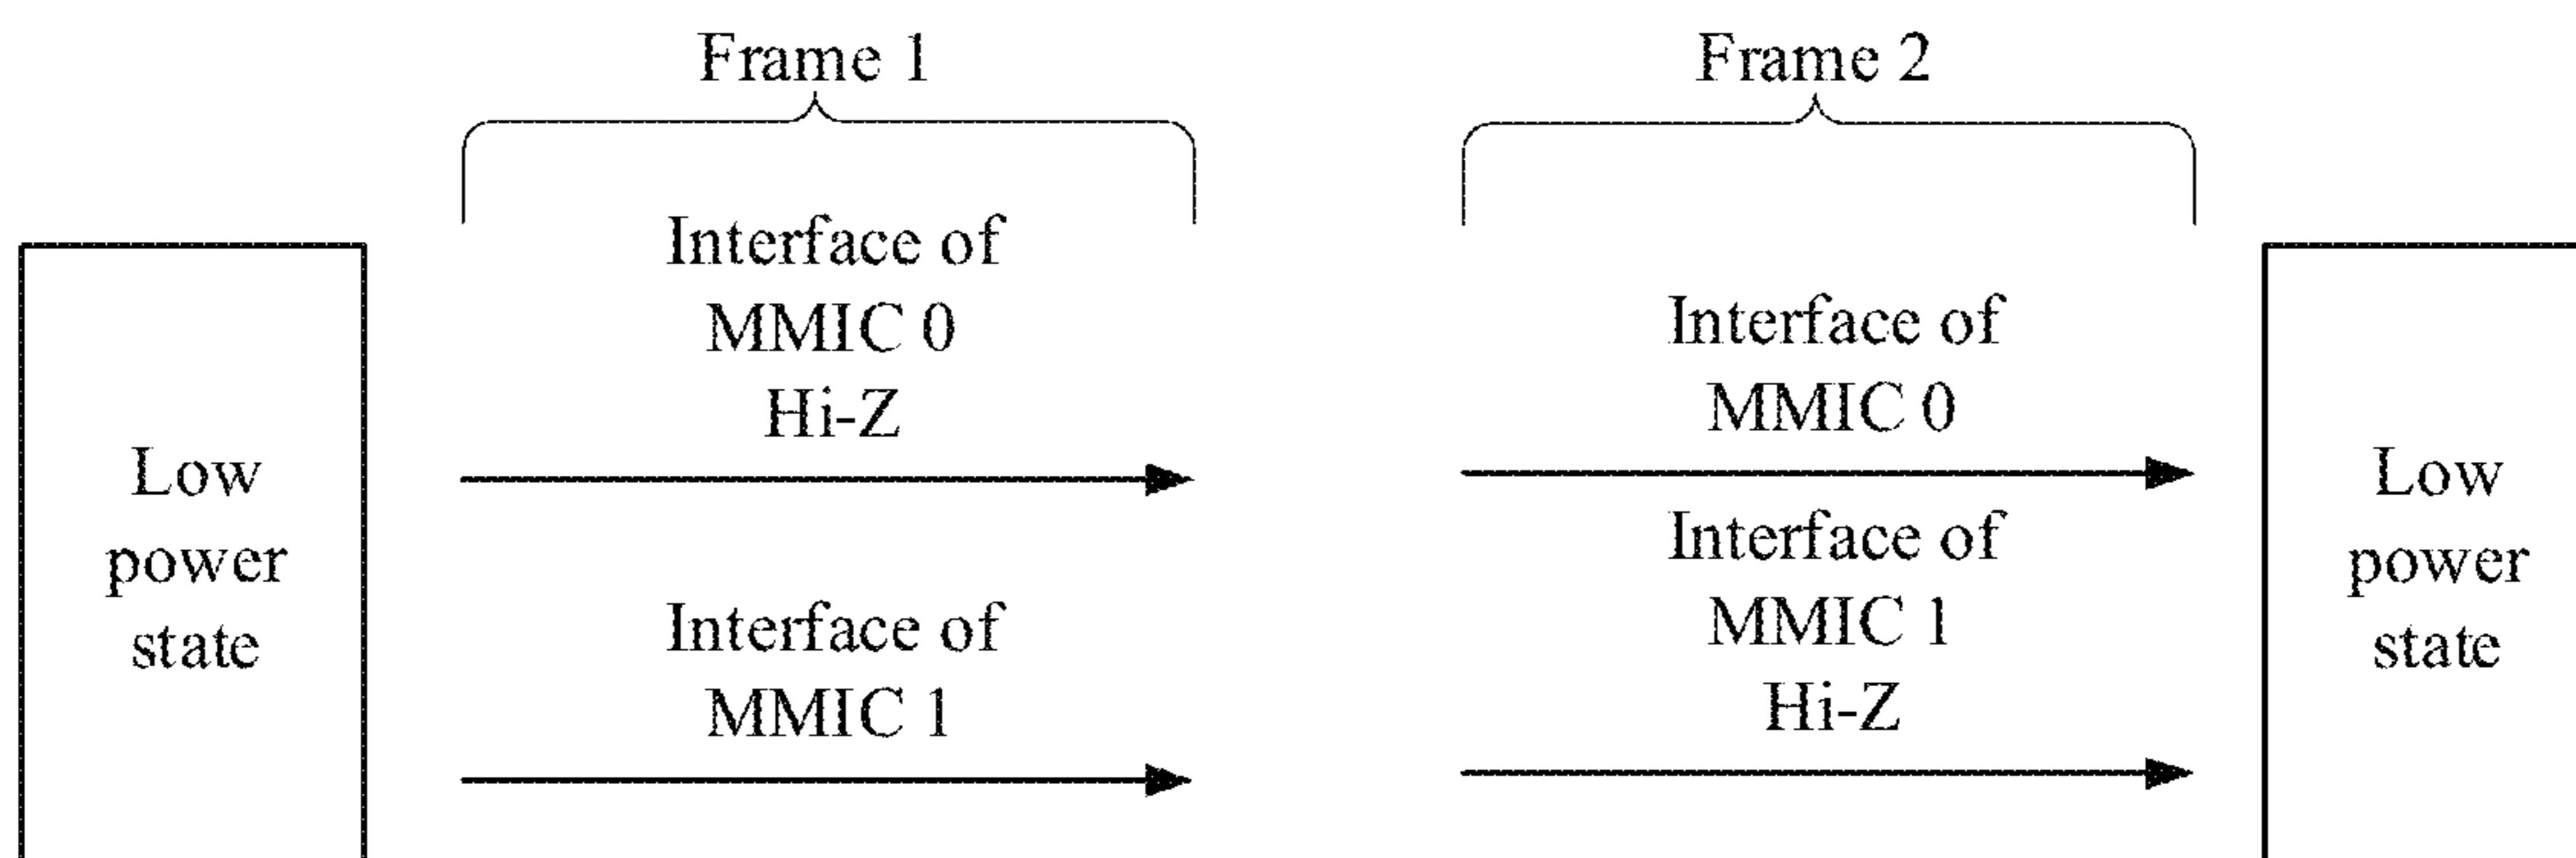 Frame 1
Frame 2
Low
power
state
Interface of
MMIC 0
Hi-Z
Interface of
MMIC 1
Interface of
MMIC 0
Interface of
MMIC 1
Hi-Z
Low
power
state